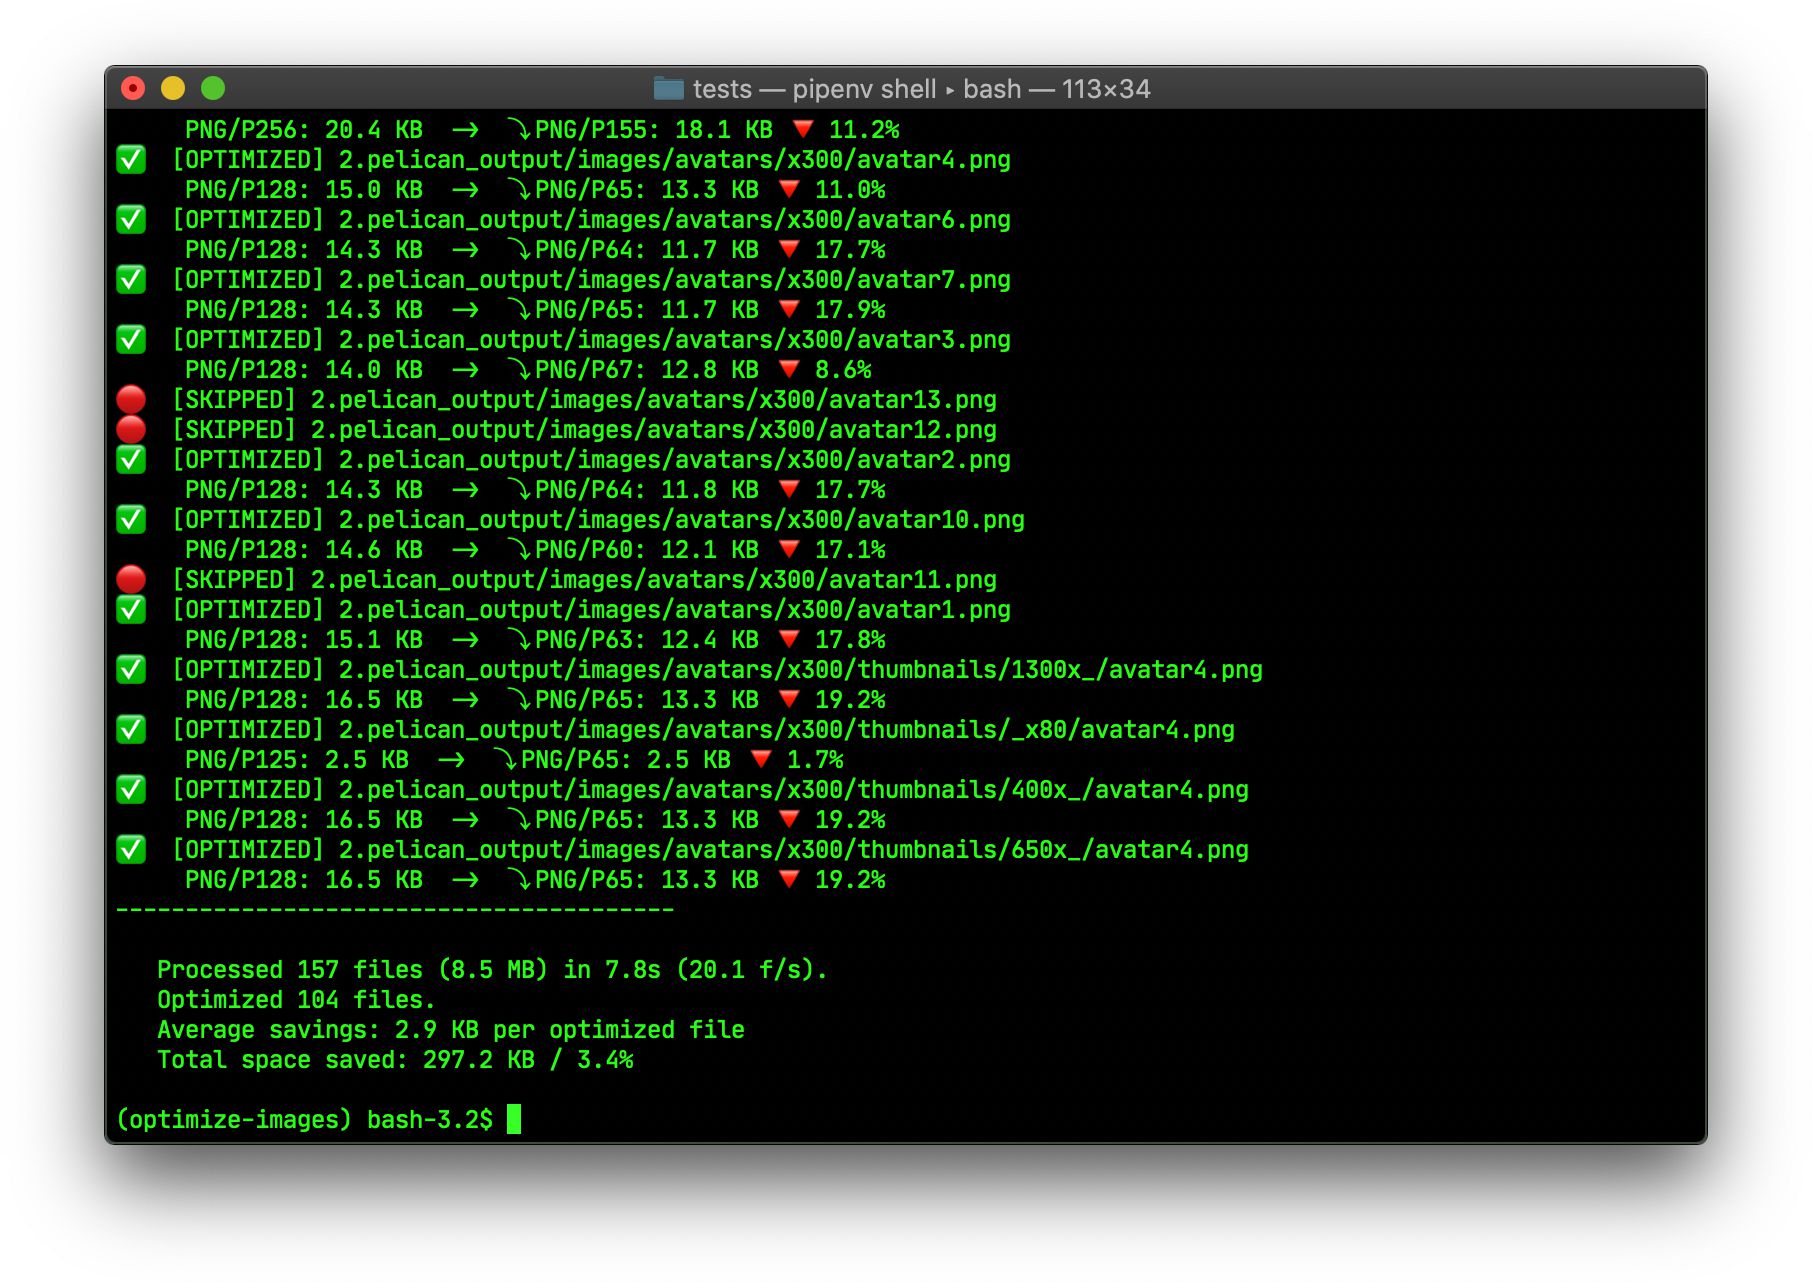 tests — pipenv shell ▸ bash — 113×34
PNG/P256: 20.4 KB → ⤵PNG/P155: 18.1 KB 🔻 11.2%
✅ [OPTIMIZED] 2.pelican_output/images/avatars/x300/avatar4.png
PNG/P128: 15.0 KB → ⤵PNG/P65: 13.3 KB 🔻 11.0%
✅ [OPTIMIZED] 2.pelican_output/images/avatars/x300/avatar6.png
PNG/P128: 14.3 KB → ⤵PNG/P64: 11.7 KB 🔻 17.7%
✅ [OPTIMIZED] 2.pelican_output/images/avatars/x300/avatar7.png
PNG/P128: 14.3 KB → ⤵PNG/P65: 11.7 KB 🔻 17.9%
✅ [OPTIMIZED] 2.pelican_output/images/avatars/x300/avatar3.png
PNG/P128: 14.0 KB → ⤵PNG/P67: 12.8 KB 🔻 8.6%
🔴 [SKIPPED] 2.pelican_output/images/avatars/x300/avatar13.png
🔴 [SKIPPED] 2.pelican_output/images/avatars/x300/avatar12.png
✅ [OPTIMIZED] 2.pelican_output/images/avatars/x300/avatar2.png
PNG/P128: 14.3 KB → ⤵PNG/P64: 11.8 KB 🔻 17.7%
✅ [OPTIMIZED] 2.pelican_output/images/avatars/x300/avatar10.png
PNG/P128: 14.6 KB → ⤵PNG/P60: 12.1 KB 🔻 17.1%
🔴 [SKIPPED] 2.pelican_output/images/avatars/x300/avatar11.png
✅ [OPTIMIZED] 2.pelican_output/images/avatars/x300/avatar1.png
PNG/P128: 15.1 KB → ⤵PNG/P63: 12.4 KB 🔻 17.8%
✅ [OPTIMIZED] 2.pelican_output/images/avatars/x300/thumbnails/1300x_/avatar4.png
PNG/P128: 16.5 KB → ⤵PNG/P65: 13.3 KB 🔻 19.2%
✅ [OPTIMIZED] 2.pelican_output/images/avatars/x300/thumbnails/_x80/avatar4.png
PNG/P125: 2.5 KB → ⤵PNG/P65: 2.5 KB 🔻 1.7%
✅ [OPTIMIZED] 2.pelican_output/images/avatars/x300/thumbnails/400x_/avatar4.png
PNG/P128: 16.5 KB → ⤵PNG/P65: 13.3 KB 🔻 19.2%
✅ [OPTIMIZED] 2.pelican_output/images/avatars/x300/thumbnails/650x_/avatar4.png
PNG/P128: 16.5 KB → ⤵PNG/P65: 13.3 KB 🔻 19.2%
----------------------------------------
Processed 157 files (8.5 MB) in 7.8s (20.1 f/s).
Optimized 104 files.
Average savings: 2.9 KB per optimized file
Total space saved: 297.2 KB / 3.4%
(optimize-images) bash-3.2$